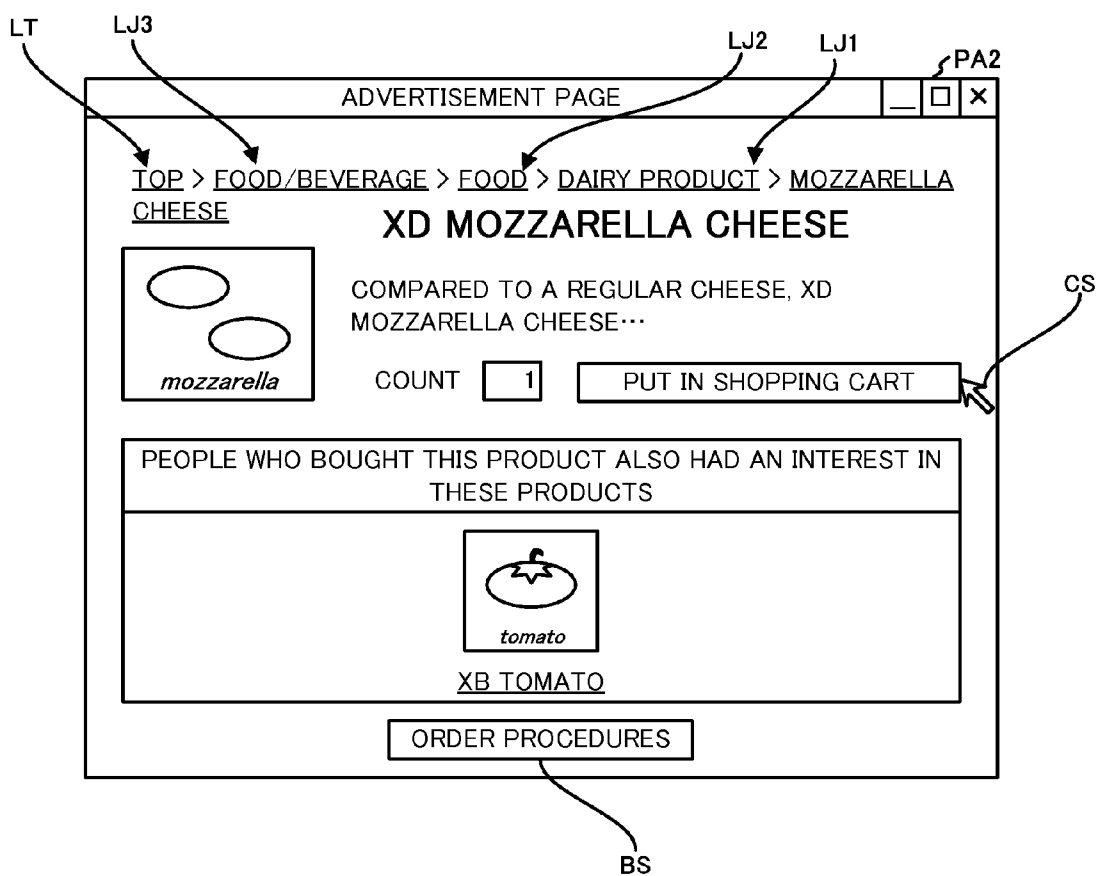 LT LJ3 LJ2 LJ1 PA2
ADVERTISEMENT PAGE
TOP > FOOD/BEVERAGE > FOOD > DAIRY PRODUCT > MOZZARELLA
CHEESE
XD MOZZARELLA CHEESE
COMPARED TO A REGULAR CHEESE, XD
MOZZARELLA CHEESE…
CS
mozzarella
COUNT 1 PUT IN SHOPPING CART
PEOPLE WHO BOUGHT THIS PRODUCT ALSO HAD AN INTEREST IN
THESE PRODUCTS
tomato
XB TOMATO
ORDER PROCEDURES
BS